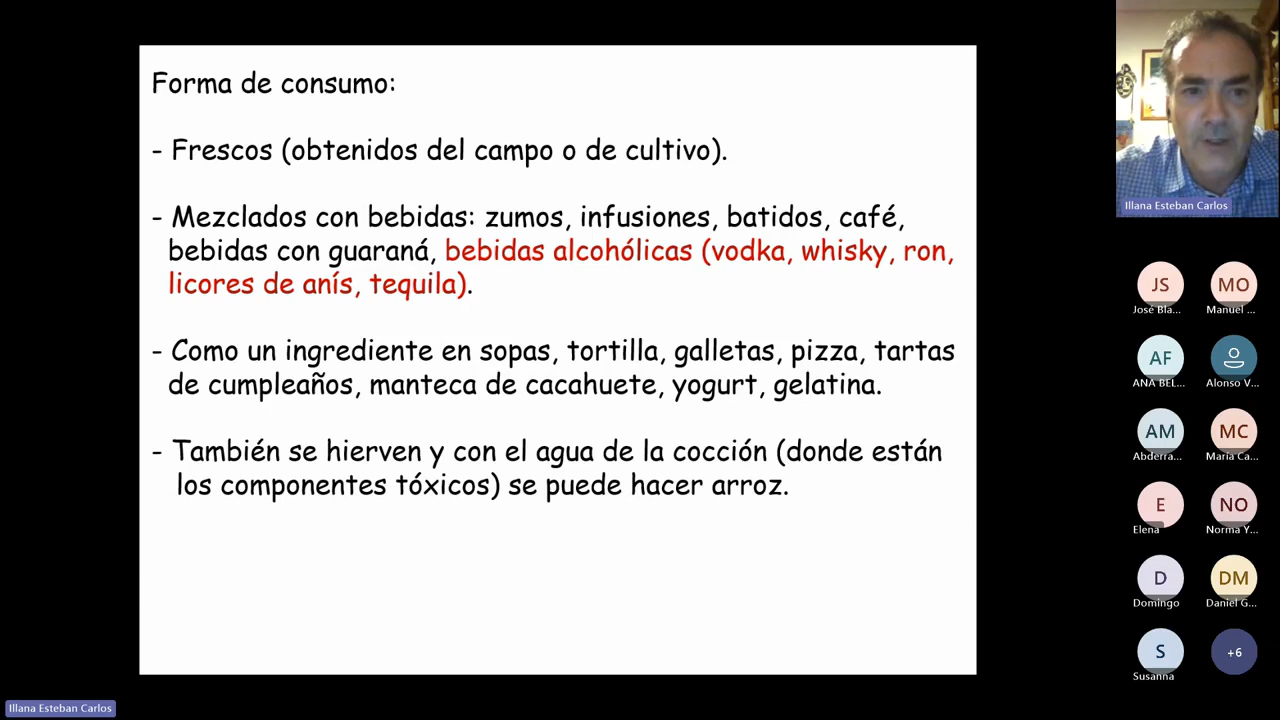 Forma de consumo:
- Frescos (obtenidos del campo o de cultivo).
- Mezclados con bebidas: zumos, infusiones, batidos, café,
bebidas con guaraná, bebidas alcohólicas (vodka, whisky, ron,
licores de anís, tequila).
- Como un ingrediente en sopas, tortilla, galletas, pizza, tartas
de cumpleaños, manteca de cacahuete, yogurt, gelatina.
- También se hierven y con el agua de la cocción (donde están
los componentes tóxicos) se puede hacer arroz.
Illana Esteban Carlos
JS MO
José Bla... Manuel ...
AF
ANA BEL... Alonso V...
AM MC
Abderra... María Ca...
E NO
Elena Norma Y...
D DM
Domingo Daniel G...
S +6
Susanna
Illana Esteban Carlos